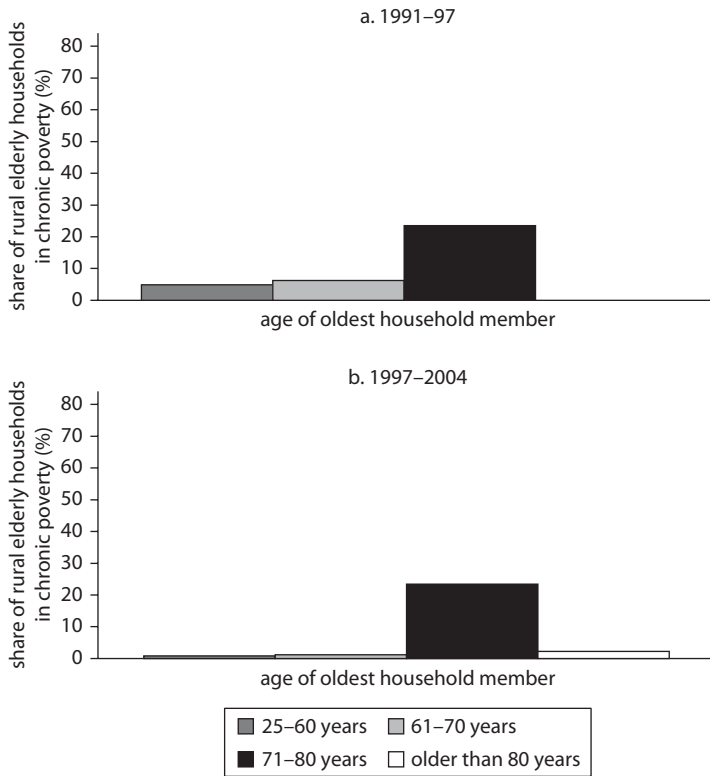 a. 1991–97
share of rural elderly households
in chronic poverty (%)
80
70
60
50
40
30
20
10
0
age of oldest household member
b. 1997–2004
share of rural elderly households
in chronic poverty (%)
80
70
60
50
40
30
20
10
0
age of oldest household member
25–60 years 61–70 years
71–80 years older than 80 years